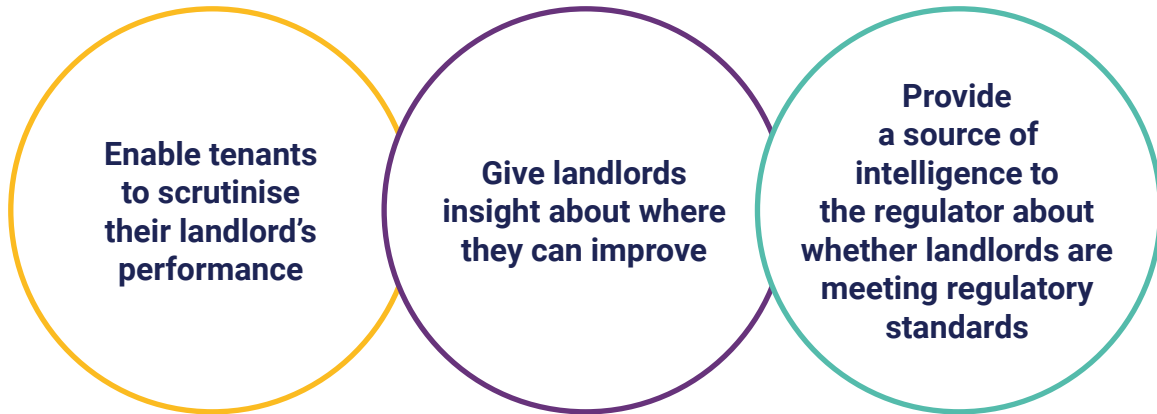 Enable tenants
to scrutinise
their landlord's
performance
Give landlords
insight about where
they can improve
Provide
a source of
intelligence to
the regulator about
whether landlords are
meeting regulatory
standards